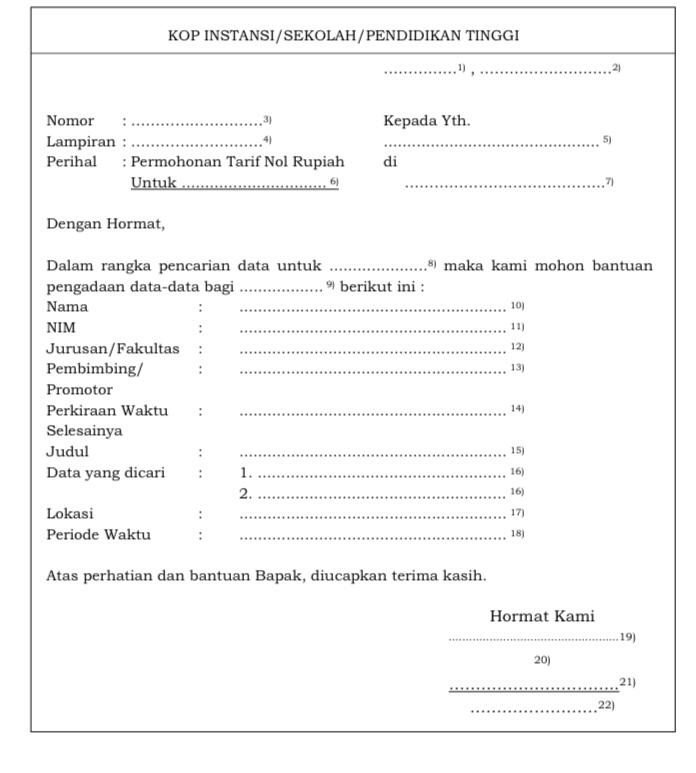 KOP INSTANSI/SEKOLAH/PENDIDIKAN TINGGI
...............1) , ...........................2)
Nomor : ...........................3) Kepada Yth.
Lampiran : ...........................4) ............................................ 5)
Perihal : Permohonan Tarif Nol Rupiah di
Untuk .............................. 6) .........................................7)
Dengan Hormat,
Dalam rangka pencarian data untuk ....................8) maka kami mohon bantuan
pengadaan data-data bagi ................. 9) berikut ini :
Nama : ....................................................... 10)
NIM : ....................................................... 11)
Jurusan/Fakultas : ....................................................... 12)
Pembimbing/ : ....................................................... 13)
Promotor
Perkiraan Waktu : ....................................................... 14)
Selesainya
Judul : ....................................................... 15)
Data yang dicari : 1. ................................................... 16)
2. ................................................... 16)
Lokasi : ....................................................... 17)
Periode Waktu : ....................................................... 18)
Atas perhatian dan bantuan Bapak, diucapkan terima kasih.
Hormat Kami
..................................................19)
20)
................................21)
.........................22)